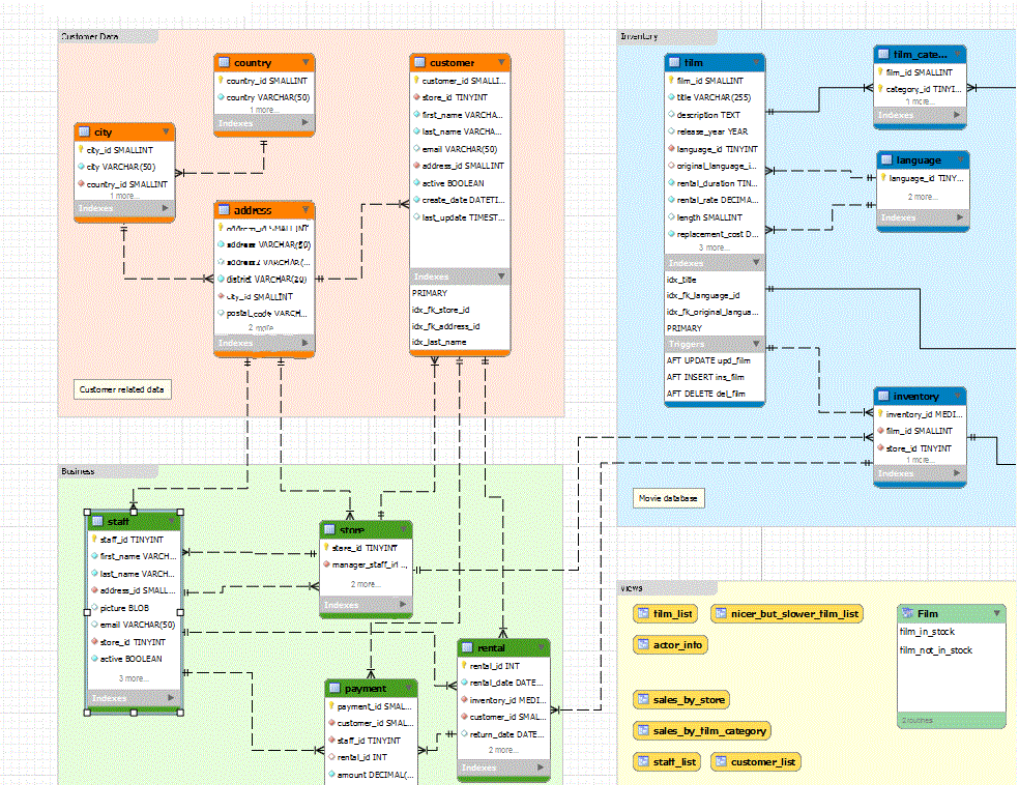 Customer Data
country
country_id SMALLINT
country VARCHAR(50)
1 more...
Indexes
city
city_id SMALLINT
city VARCHAR(50)
country_id SMALLINT
1 more...
Indexes
address
address_id SMALLINT
address VARCHAR(50)
address2 VARCHAR(...
district VARCHAR(20)
city_id SMALLINT
postal_code VARCH...
2 more...
Indexes
customer
customer_id SMALLI...
store_id TINYINT
first_name VARCHA...
last_name VARCHA...
email VARCHAR(50)
address_id SMALLINT
active BOOLEAN
create_date DATETI...
last_update TIMEST...
Indexes
PRIMARY
idx_fk_store_id
idx_fk_address_id
idx_last_name
Customer related data
Inventory
film
film_id SMALLINT
title VARCHAR(255)
description TEXT
release_year YEAR
language_id TINYINT
original_language_i...
rental_duration TIN...
rental_rate DECIMA...
length SMALLINT
replacement_cost D...
3 more...
Indexes
idx_title
idx_fk_language_id
idx_fk_original_langua...
PRIMARY
Triggers
AFT UPDATE upd_film
AFT INSERT ins_film
AFT DELETE del_film
film_cate...
film_id SMALLINT
category_id TINYI...
1 more...
Indexes
language
language_id TINY...
2 more...
Indexes
inventory
inventory_id MEDI...
film_id SMALLINT
store_id TINYINT
1 more...
Indexes
Movie database
Business
staff
staff_id TINYINT
first_name VARCH...
last_name VARCH...
address_id SMALL...
picture BLOB
email VARCHAR(50)
store_id TINYINT
active BOOLEAN
3 more...
Indexes
store
store_id TINYINT
manager_staff_id ...
2 more...
Indexes
payment
payment_id SMAL...
customer_id SMAL...
staff_id TINYINT
rental_id INT
amount DECIMAL(...
rental
rental_id INT
rental_date DATE...
inventory_id MEDI...
customer_id SMAL...
return_date DATE...
2 more...
Indexes
Views
film_list
nicer_but_slower_film_list
actor_info
sales_by_store
sales_by_film_category
staff_list
customer_list
Film
film_in_stock
film_not_in_stock
2 routines